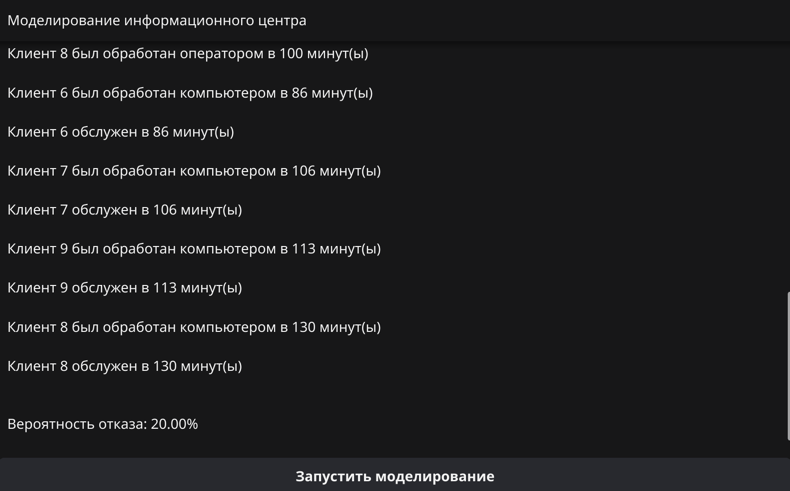 Моделирование информационного центра
Клиент 8 был обработан оператором в 100 минут(ы)
Клиент 6 был обработан компьютером в 86 минут(ы)
Клиент 6 обслужен в 86 минут(ы)
Клиент 7 был обработан компьютером в 106 минут(ы)
Клиент 7 обслужен в 106 минут(ы)
Клиент 9 был обработан компьютером в 113 минут(ы)
Клиент 9 обслужен в 113 минут(ы)
Клиент 8 был обработан компьютером в 130 минут(ы)
Клиент 8 обслужен в 130 минут(ы)
Вероятность отказа: 20.00%
Запустить моделирование